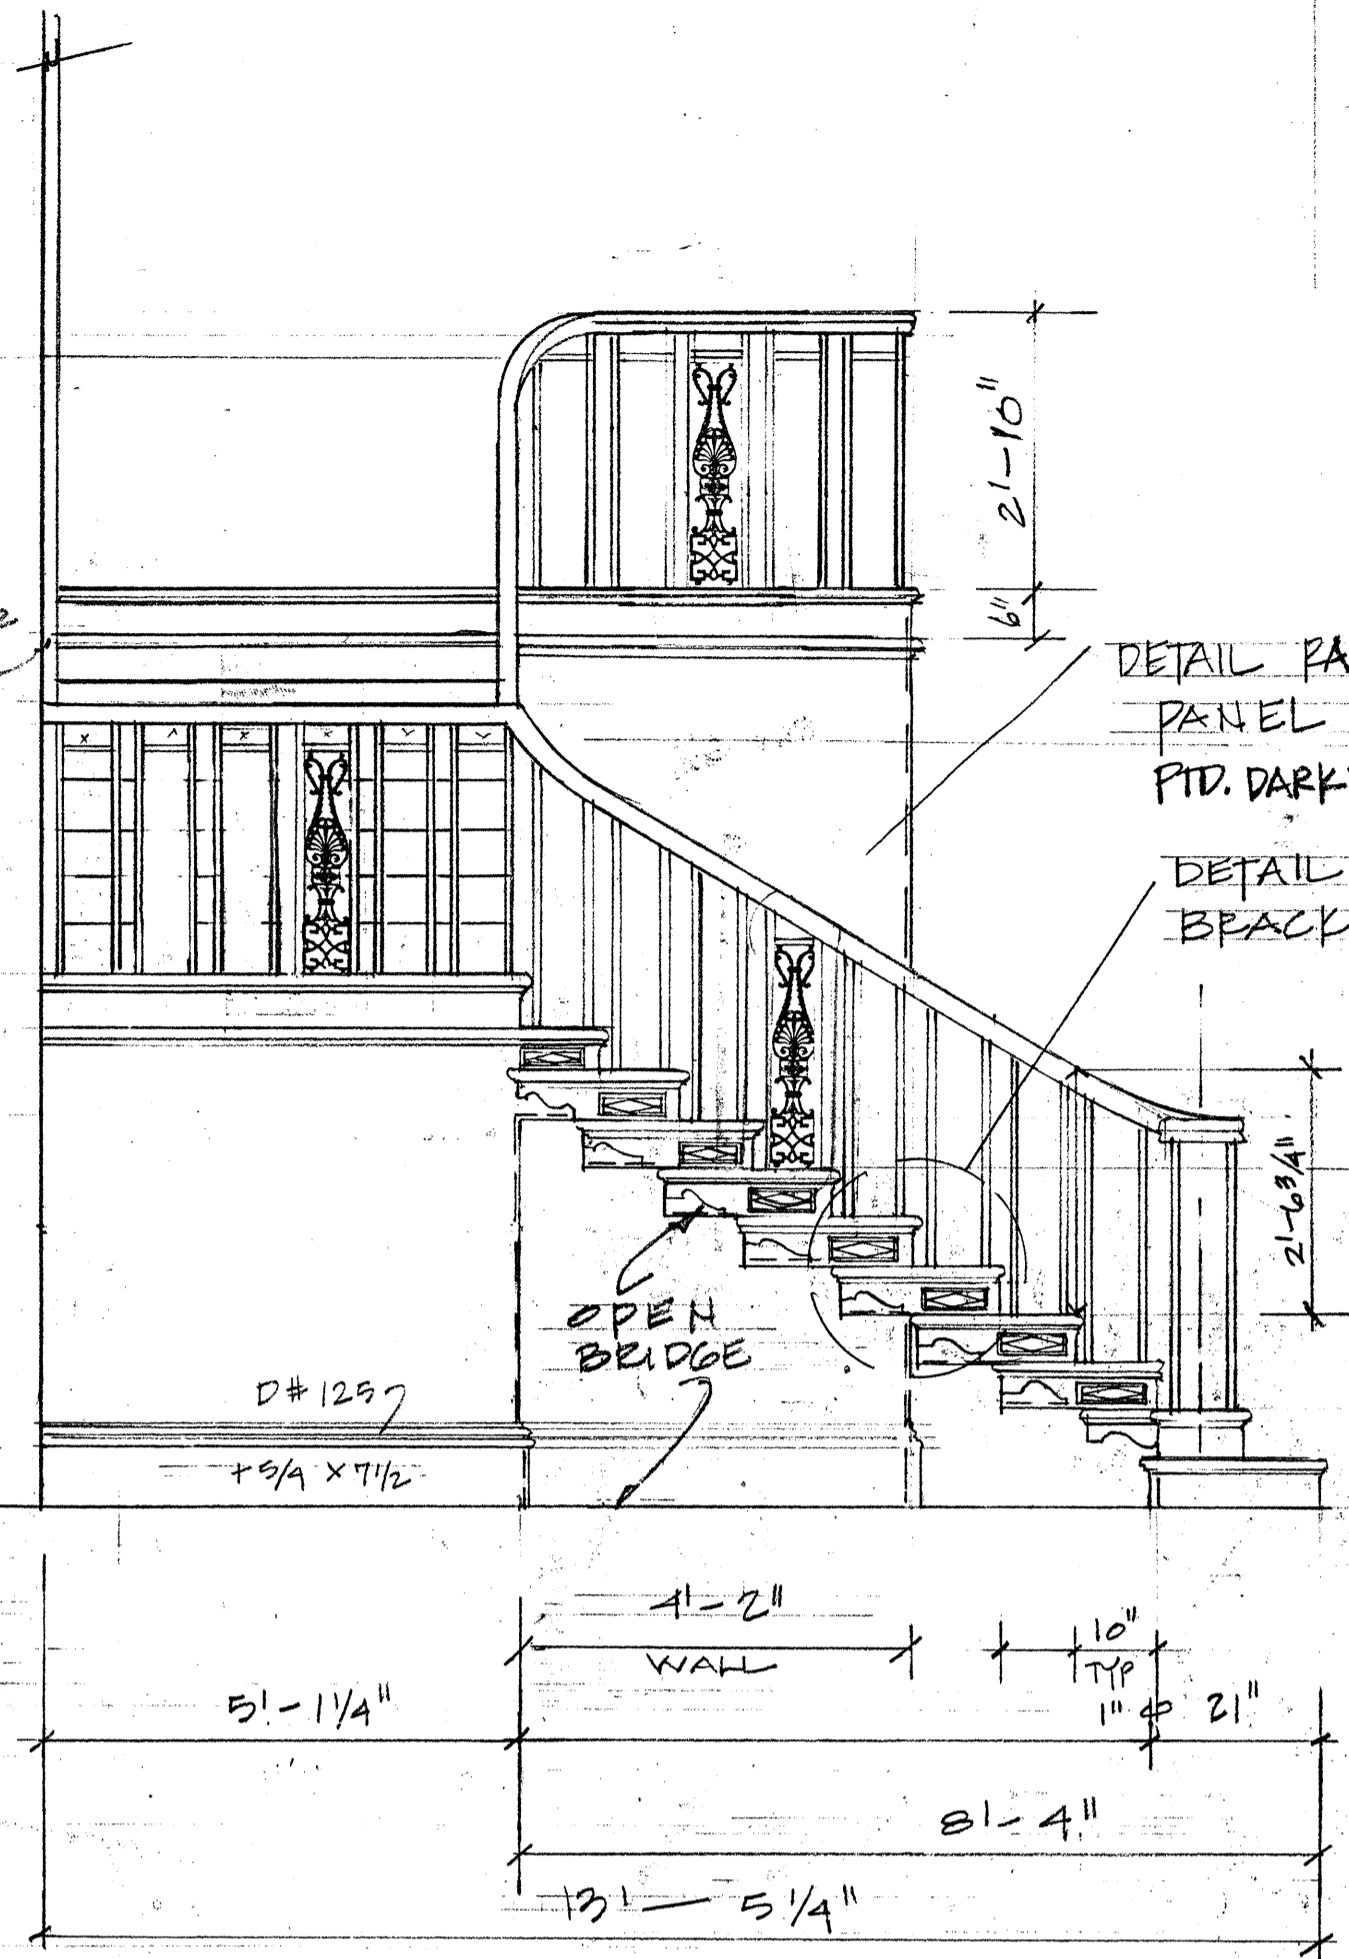 2'-10"
6"
DETAIL
PANEL
PTD. DARK
DETAIL
BRACK
2'-6 3/4"
OPEN
BRIDGE
D# 125
+ 5/4 X 7 1/2
4'-2"
WALL
10"
TYP
5'-1 1/4"
1" 21"
8'-4"
13' — 5 1/4"